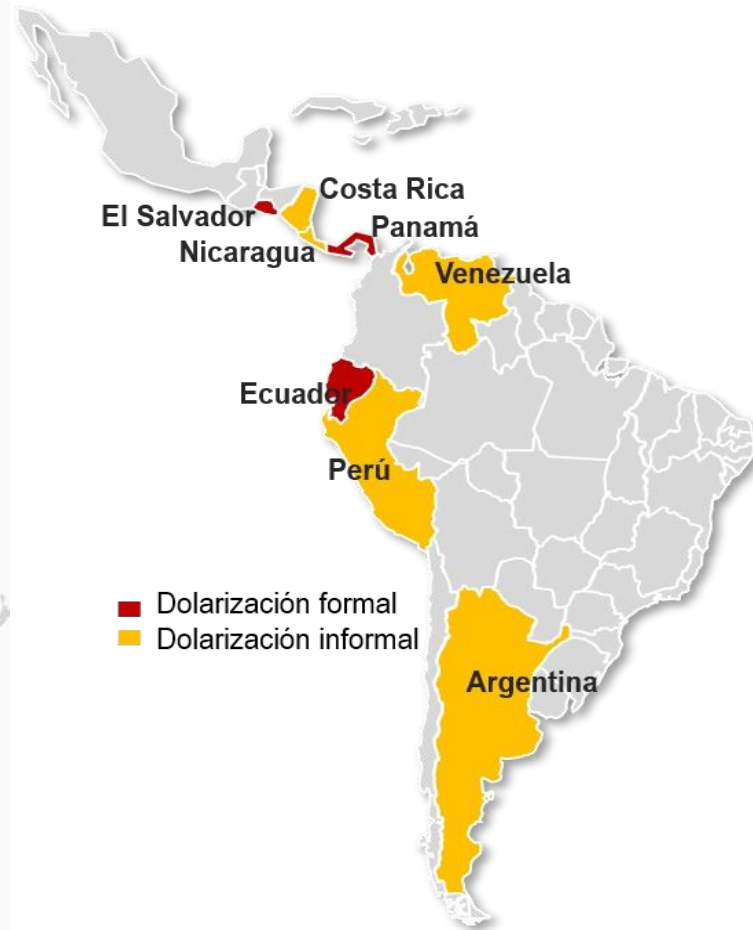 Costa Rica
El Salvador
Panamá
Nicaragua
Venezuela
Ecuador
Perú
Dolarización formal
Dolarización informal
Argentina